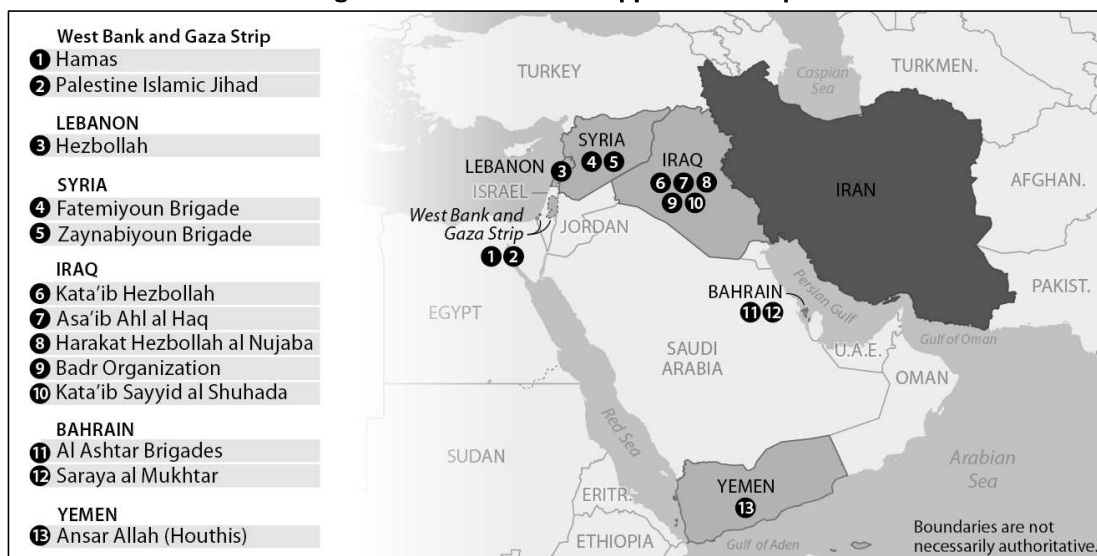 West Bank and Gaza Strip
1 Hamas
2 Palestine Islamic Jihad
LEBANON
3 Hezbollah
SYRIA
4 Fatemiyoun Brigade
5 Zaynabiyoun Brigade
IRAQ
6 Kata’ib Hezbollah
7 Asa’ib Ahl al Haq
8 Harakat Hezbollah al Nujaba
9 Badr Organization
10 Kata’ib Sayyid al Shuhada
BAHRAIN
11 Al Ashtar Brigades
12 Saraya al Mukhtar
YEMEN
13 Ansar Allah (Houthis)
TURKEY
Caspian
Sea
TURKMEN.
SYRIA
4 5
LEBANON 3
IRAQ
6 7 8
9 10
IRAN
AFGHAN.
ISRAEL
West Bank and
Gaza Strip
1 2
JORDAN
PAKIST.
BAHRAIN
11 12
Persian Gulf
EGYPT
Gulf of Oman
U.A.E.
SAUDI
ARABIA
OMAN
Red Sea
SUDAN
Arabian
Sea
YEMEN
13
ERITR.
ETHIOPIA
Gulf of Aden
Boundaries are not
necessarily authoritative.